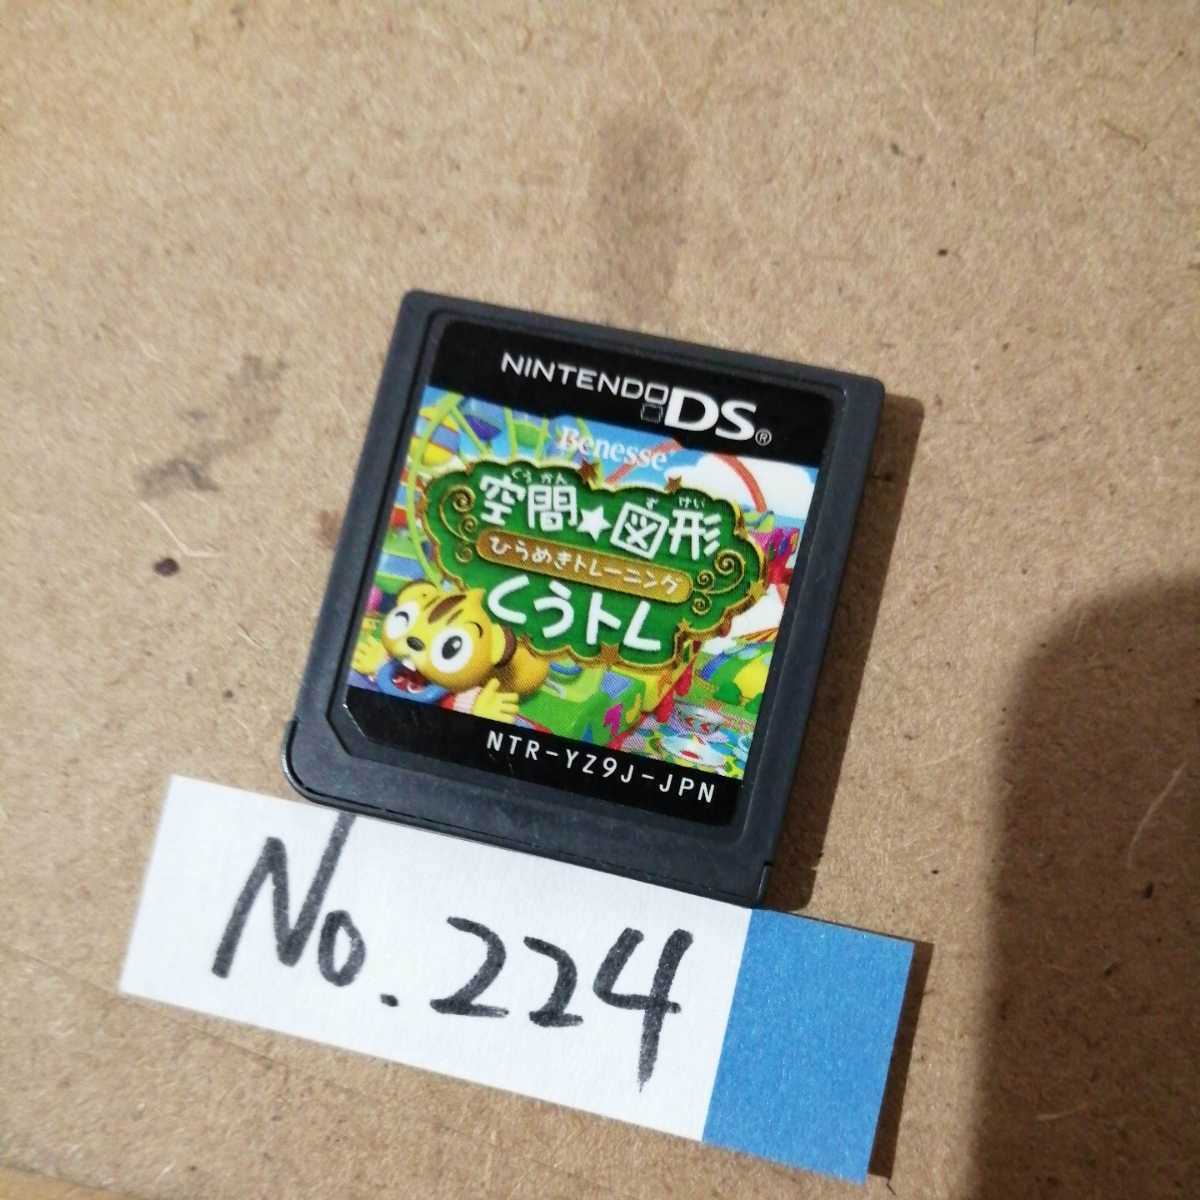 NINTENDO DS®
Benesse
くうかん ずけい
空間★図形
ひらめきトレーニング
くうトレ
NTR-YZ9J-JPN
No. 224